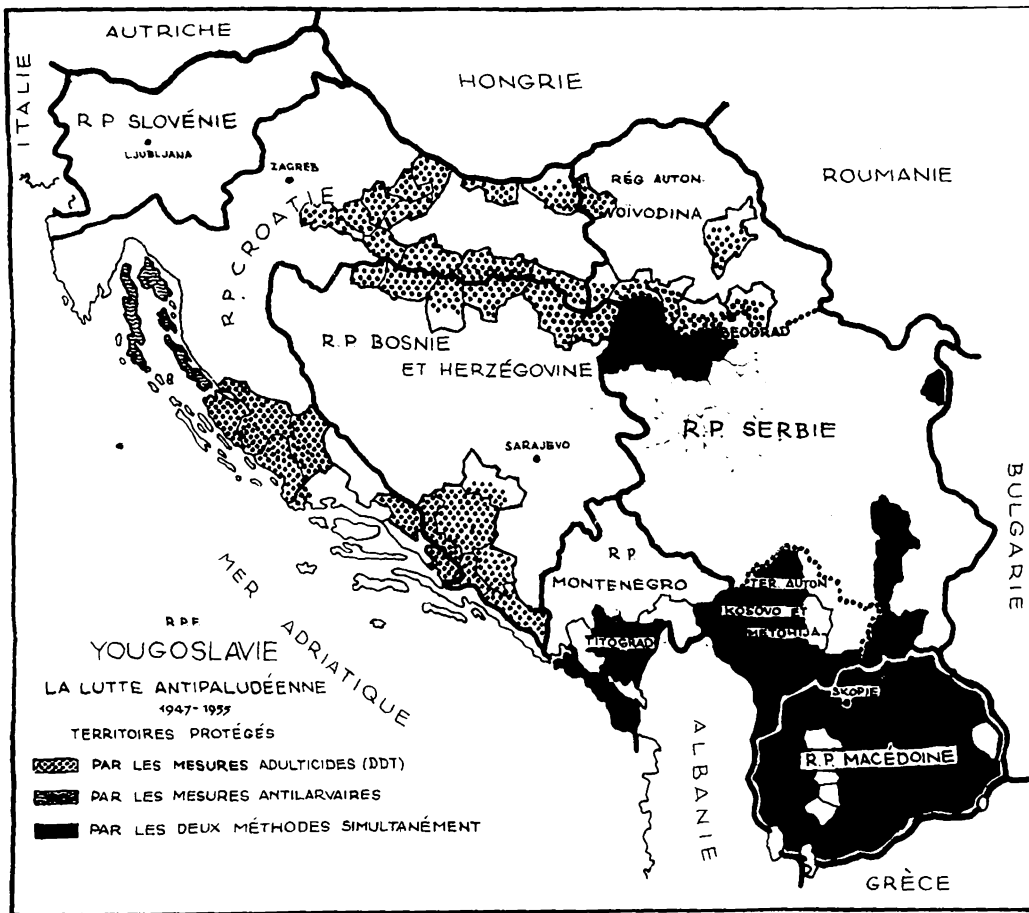 AUTRICHE
ITALIE
HONGRIE
R.P. SLOVÉNIE
LJUBLJANA
ZAGREB
RÉG AUTON.
VOÏVODINA
ROUMANIE
R.P. CROATIE
BEOGRAD
R.P. BOSNIE
ET HERZÉGOVINE
R.P. SERBIE
SARAJEVO
BULGARIE
R.P.
MONTENEGRO
TER. AUTON
KOSOVO ET
METOHIJA
TITOGRAD
MER ADRIATIQUE
SKOPJE
ALBANIE
R.P. MACÉDOINE
GRÈCE
R.P.F.
YOUGOSLAVIE
LA LUTTE ANTIPALUDÉENNE
1947-1955
TERRITOIRES PROTÉGÉS
PAR LES MESURES ADULTICIDES (DDT)
PAR LES MESURES ANTILARVAIRES
PAR LES DEUX MÉTHODES SIMULTANÉMENT